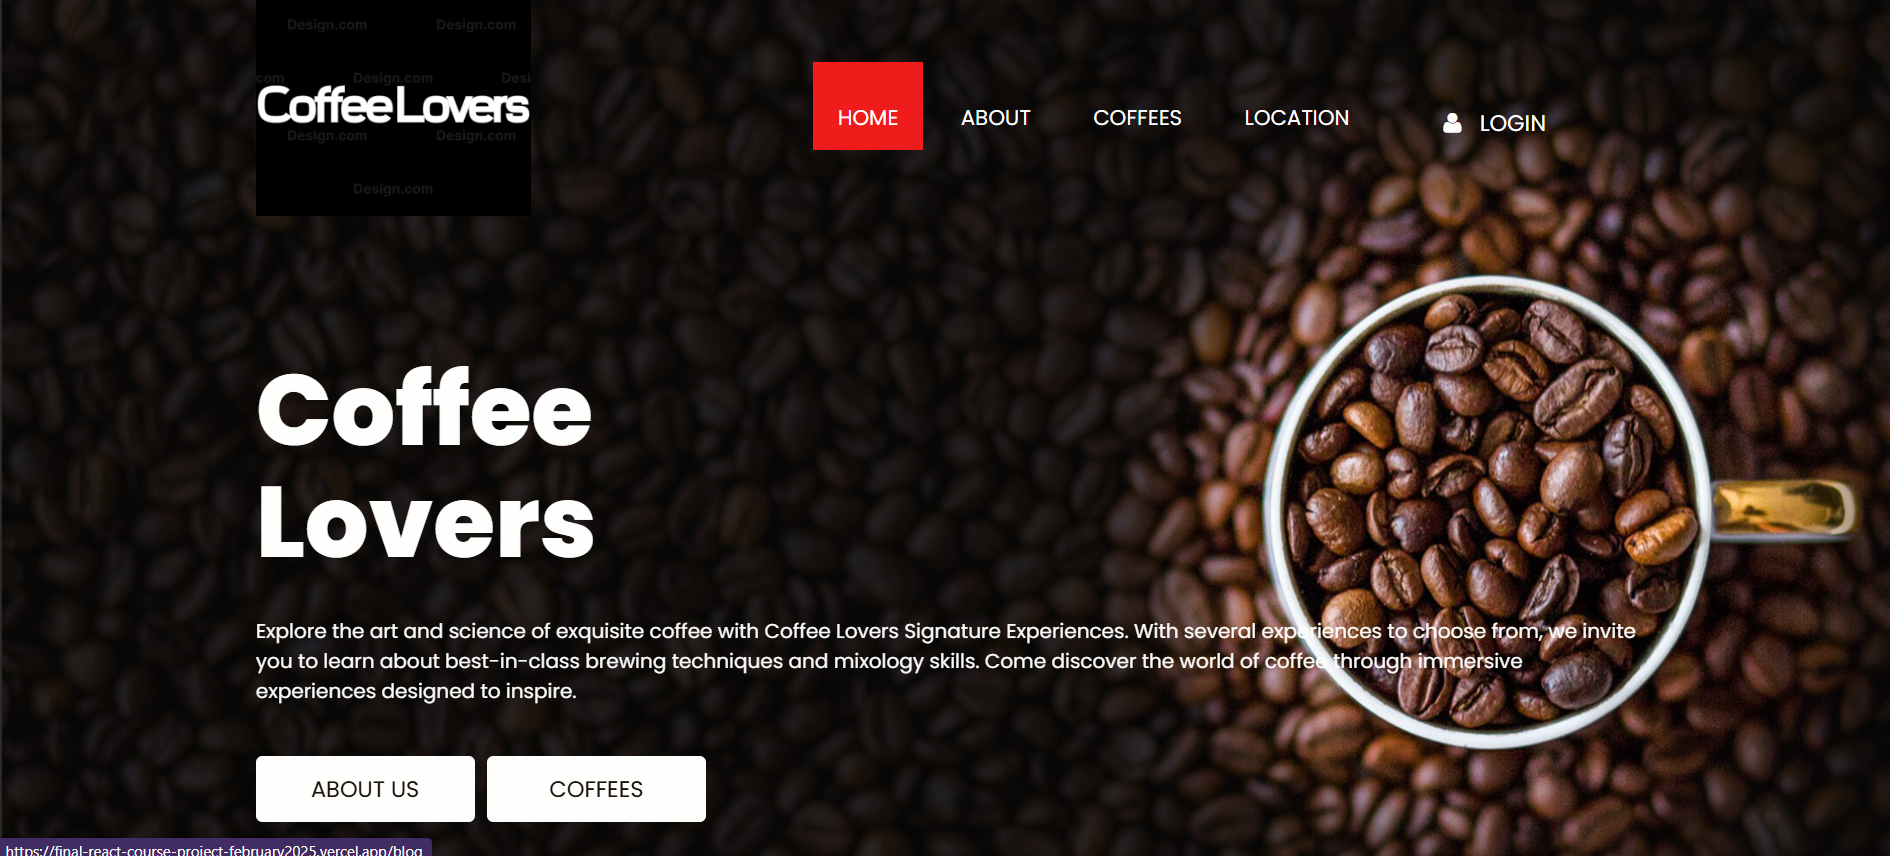 Design.com Design.com
com Design.com Desi
Coffee Lovers
Design.com Design.com
Design.com
HOME ABOUT COFFEES LOCATION LOGIN
Coffee
Lovers
Explore the art and science of exquisite coffee with Coffee Lovers Signature Experiences. With several experiences to choose from, we invite
you to learn about best-in-class brewing techniques and mixology skills. Come discover the world of coffee through immersive
experiences designed to inspire.
ABOUT US COFFEES
https://final-react-course-project-february2025.vercel.app/blog